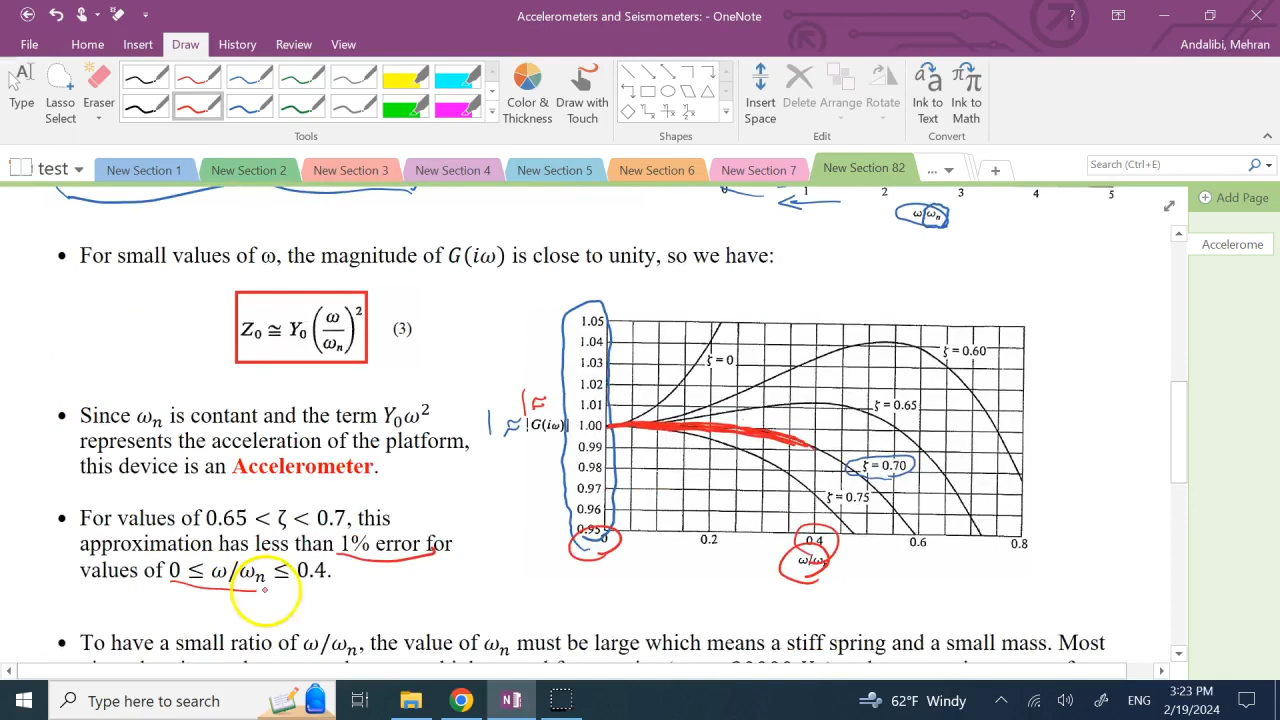 Accelerometers and Seismometers: - OneNote
?
Andalibi, Mehran
File Home Insert Draw History Review View
Type
Lasso Select
Eraser
Color & Thickness
Draw with Touch
Insert Space
Delete Arrange Rotate
Ink to Text
Ink to Math
Tools
Shapes
Edit
Convert
test
New Section 1 New Section 2 New Section 3 New Section 4 New Section 5 New Section 6 New Section 7 New Section 82 ... +
Search (Ctrl+E)
Add Page
Accelerome
0 1 2 3 4 5
ω/ωₙ
• For small values of ω, the magnitude of G(iω) is close to unity, so we have:
Z₀ ≅ Y₀ (ω/ωₙ)² (3)
• Since ωₙ is contant and the term Y₀ω²
represents the acceleration of the platform,
this device is an Accelerometer.
• For values of 0.65 < ζ < 0.7, this
approximation has less than 1% error for
values of 0 ≤ ω/ωₙ ≤ 0.4.
1.05
1.04
1.03
1.02
1.01
1.00
0.99
0.98
0.97
0.96
0.95
1 ≈
1 ≈ |G(iω)|
ζ = 0
ζ = 0.60
ζ = 0.65
ζ = 0.70
ζ = 0.75
0 0.2 0.4 0.6 0.8
ω/ωₙ
• To have a small ratio of ω/ωₙ, the value of ωₙ must be large which means a stiff spring and a small mass. Most
Type here to search
62°F Windy
ENG
3:23 PM
2/19/2024